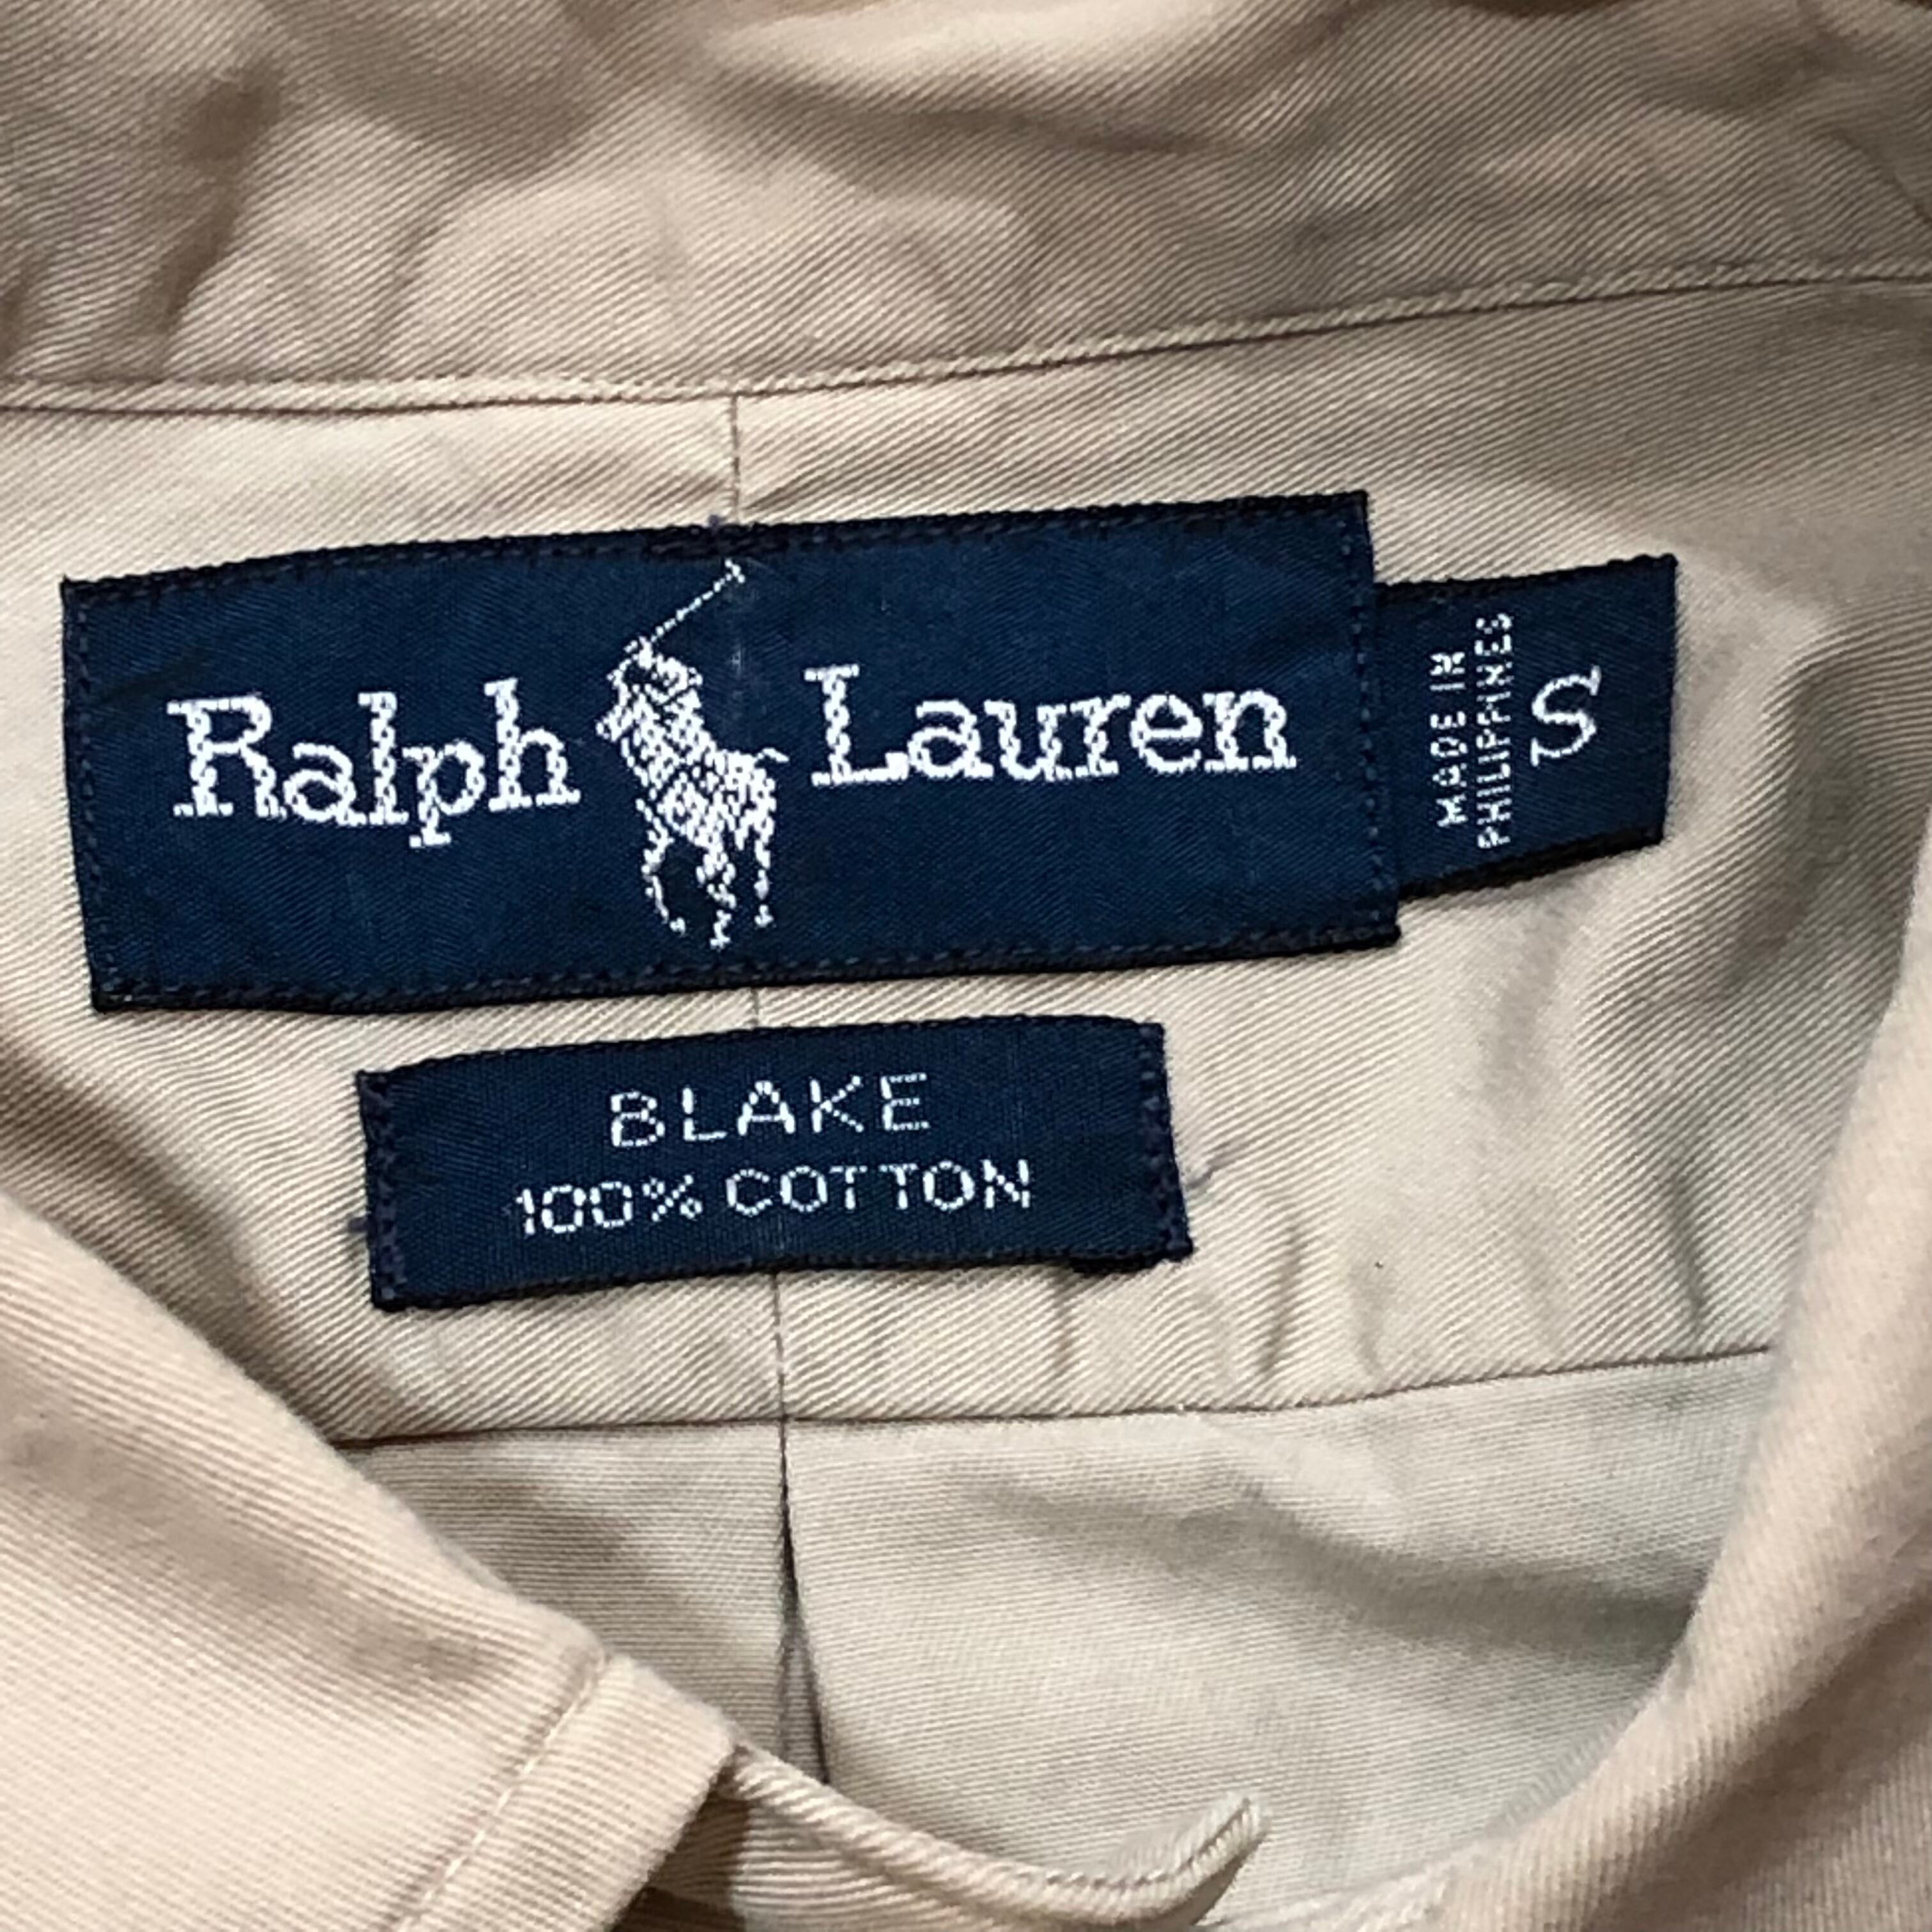 Ralph Lauren
MADE IN
PHILIPPINES
S
BLAKE
100% COTTON